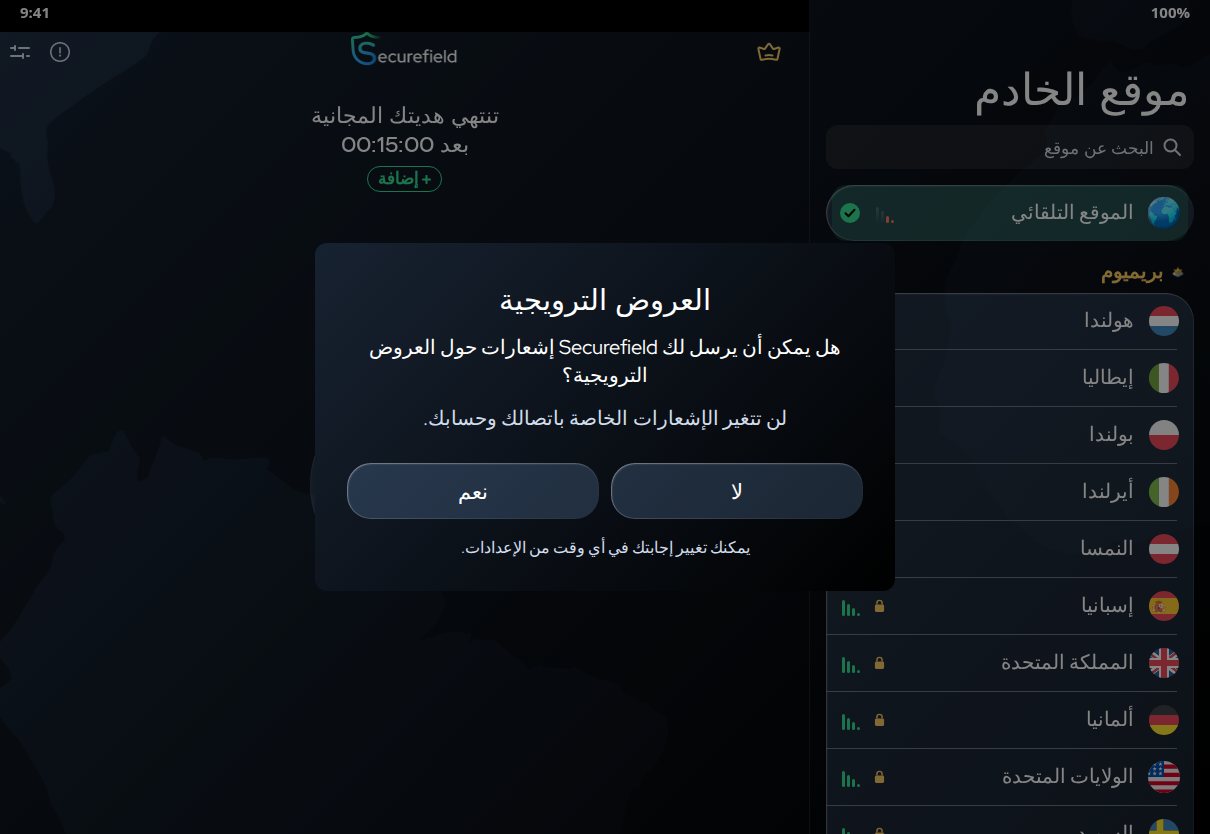 9:41
100%
Securefield
تنتهي هديتك المجانية
بعد 00:15:00
+ إضافة
موقع الخادم
البحث عن موقع
الموقع التلقائي
بريميوم
هولندا
إيطاليا
بولندا
أيرلندا
النمسا
إسبانيا
المملكة المتحدة
ألمانيا
الولايات المتحدة
العروض الترويجية
هل يمكن أن يرسل لك Securefield إشعارات حول العروض
الترويجية؟
لن تتغير الإشعارات الخاصة باتصالك وحسابك.
لا
نعم
يمكنك تغيير إجابتك في أي وقت من الإعدادات.